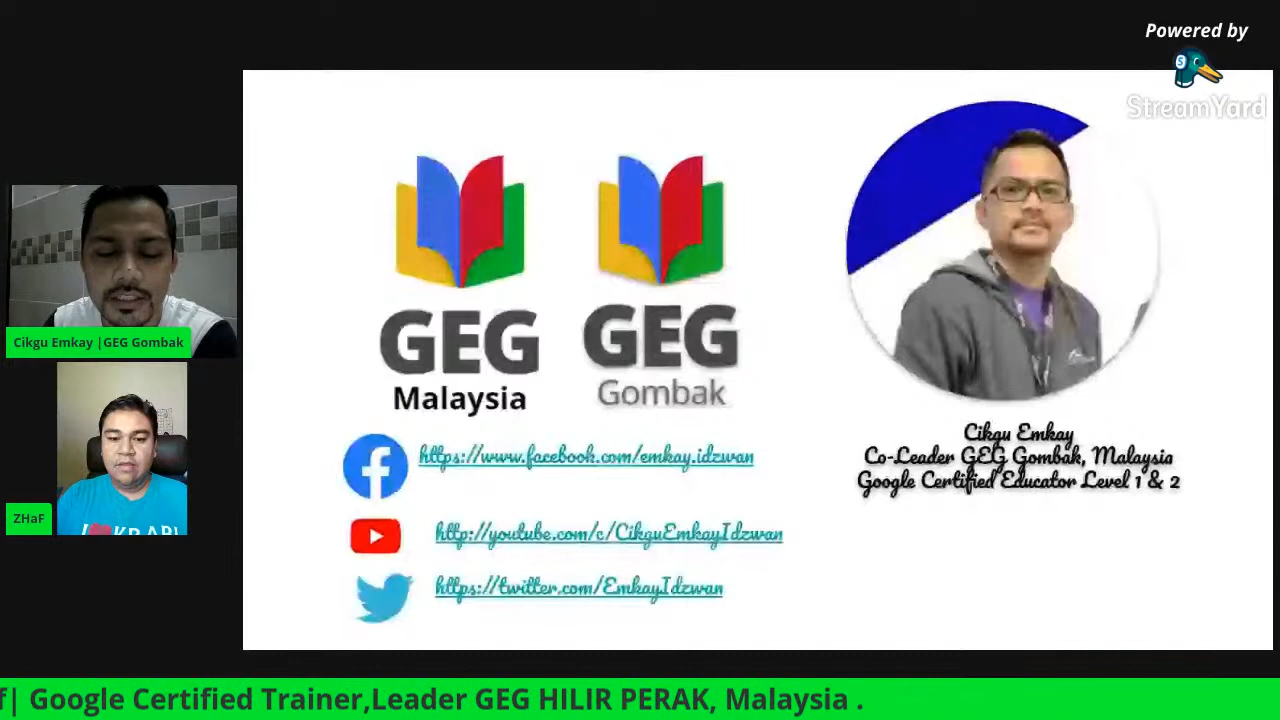 Powered by
StreamYard
GEG
Malaysia
GEG
Gombak
https://www.facebook.com/emkay.idzwan
http://youtube.com/c/CikguEmkayIdzwan
https://twitter.com/EmkayIdzwan
Cikgu Emkay
Co-Leader GEG Gombak, Malaysia
Google Certified Educator Level 1 & 2
Cikgu Emkay |GEG Gombak
ZHaF
f| Google Certified Trainer,Leader GEG HILIR PERAK, Malaysia .